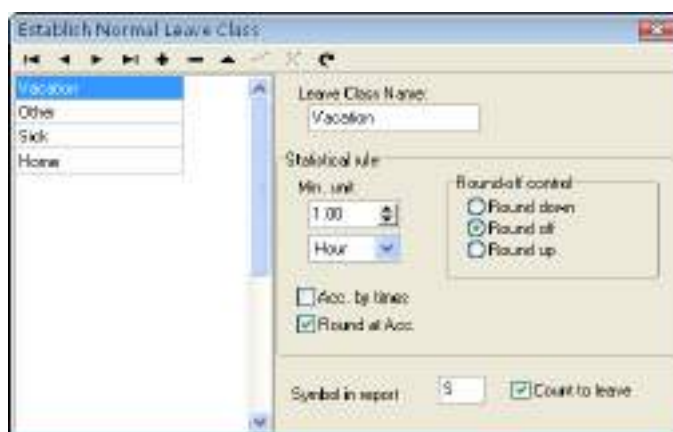 Establish Normal Leave Class
Vacation
Other
Sick
Home
Leave Class Name:
Vacation
Statistical rule
Min. unit
1.00
Hour
Round-off control
Round down
Round off
Round up
Acc. by times
Round at Acc.
Symbol in report
S
Count to leave